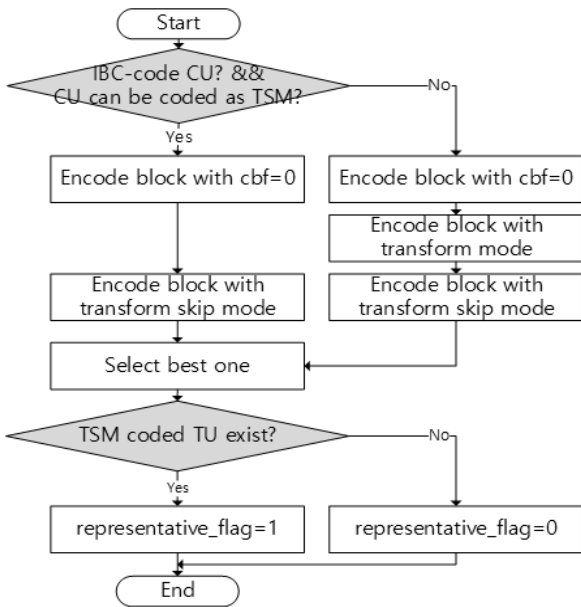 Start
IBC-code CU? &&
CU can be coded as TSM?
No
Yes
Encode block with cbf=0
Encode block with cbf=0
Encode block with
transform mode
Encode block with
transform skip mode
Encode block with
transform skip mode
Select best one
TSM coded TU exist?
No
Yes
representative_flag=1
representative_flag=0
End